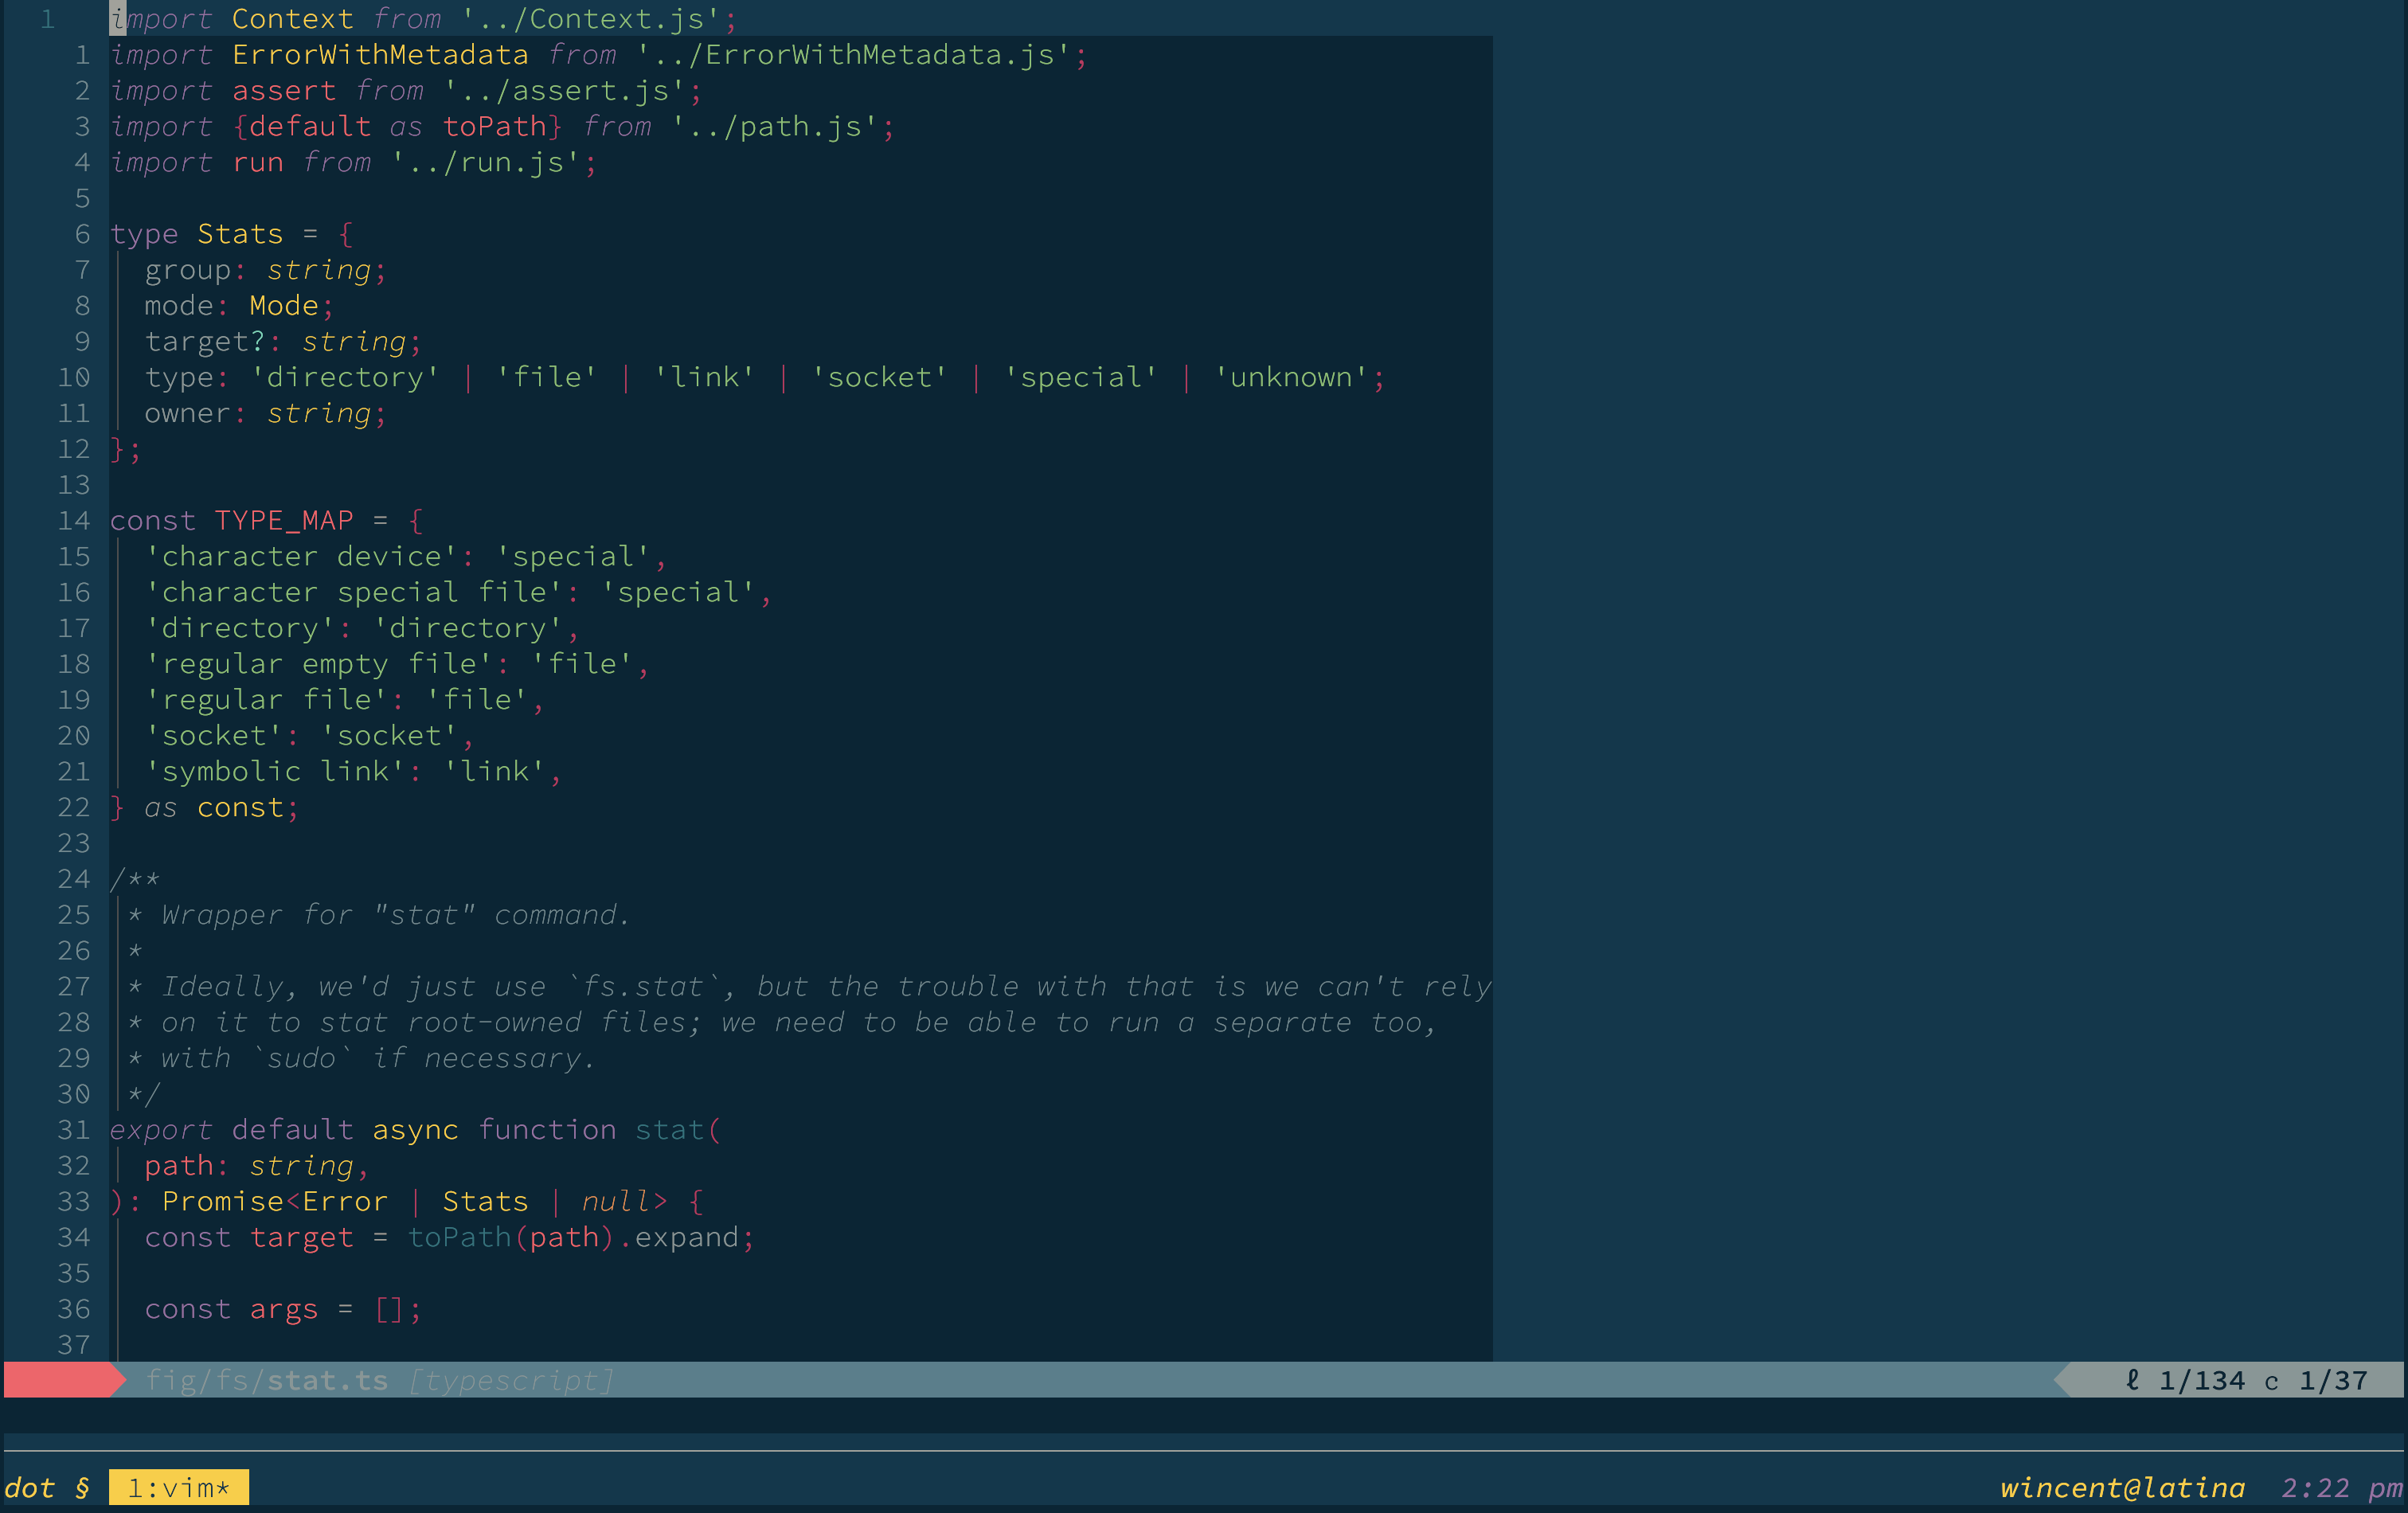 1 import Context from '../Context.js';
1 import ErrorWithMetadata from '../ErrorWithMetadata.js';
2 import assert from '../assert.js';
3 import {default as toPath} from '../path.js';
4 import run from '../run.js';
5
6 type Stats = {
7   group: string;
8   mode: Mode;
9   target?: string;
10   type: 'directory' | 'file' | 'link' | 'socket' | 'special' | 'unknown';
11   owner: string;
12 };
13
14 const TYPE_MAP = {
15   'character device': 'special',
16   'character special file': 'special',
17   'directory': 'directory',
18   'regular empty file': 'file',
19   'regular file': 'file',
20   'socket': 'socket',
21   'symbolic link': 'link',
22 } as const;
23
24 /**
25  * Wrapper for "stat" command.
26  *
27  * Ideally, we'd just use `fs.stat`, but the trouble with that is we can't rely
28  * on it to stat root-owned files; we need to be able to run a separate too,
29  * with `sudo` if necessary.
30  */
31 export default async function stat(
32   path: string,
33 ): Promise<Error | Stats | null> {
34   const target = toPath(path).expand;
35
36   const args = [];
37
fig/fs/stat.ts [typescript] ℓ 1/134 c 1/37
dot § 1:vim* wincent@latina 2:22 pm